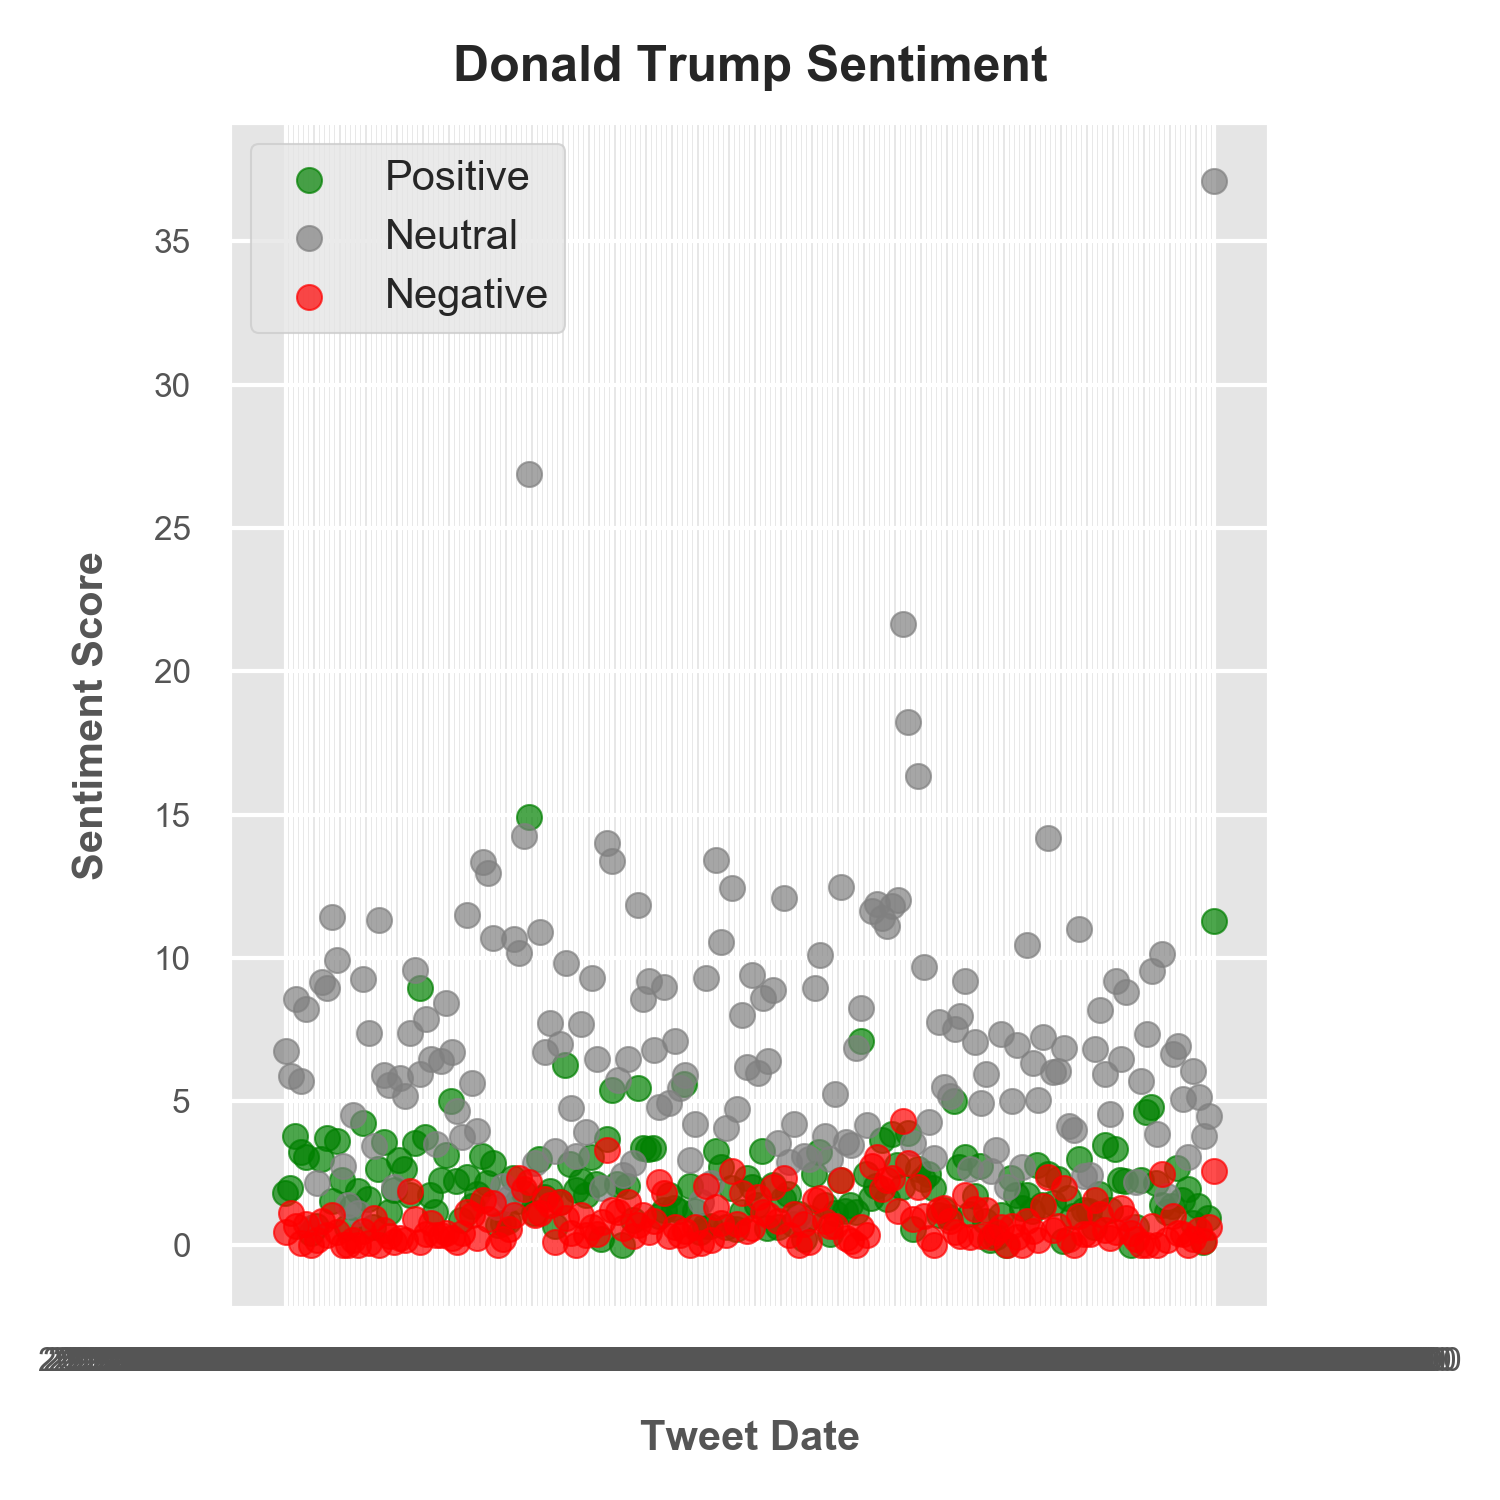 Donald Trump Sentiment
Positive
Neutral
Negative
35
30
25
20
15
10
5
0
Sentiment Score
Tweet Date